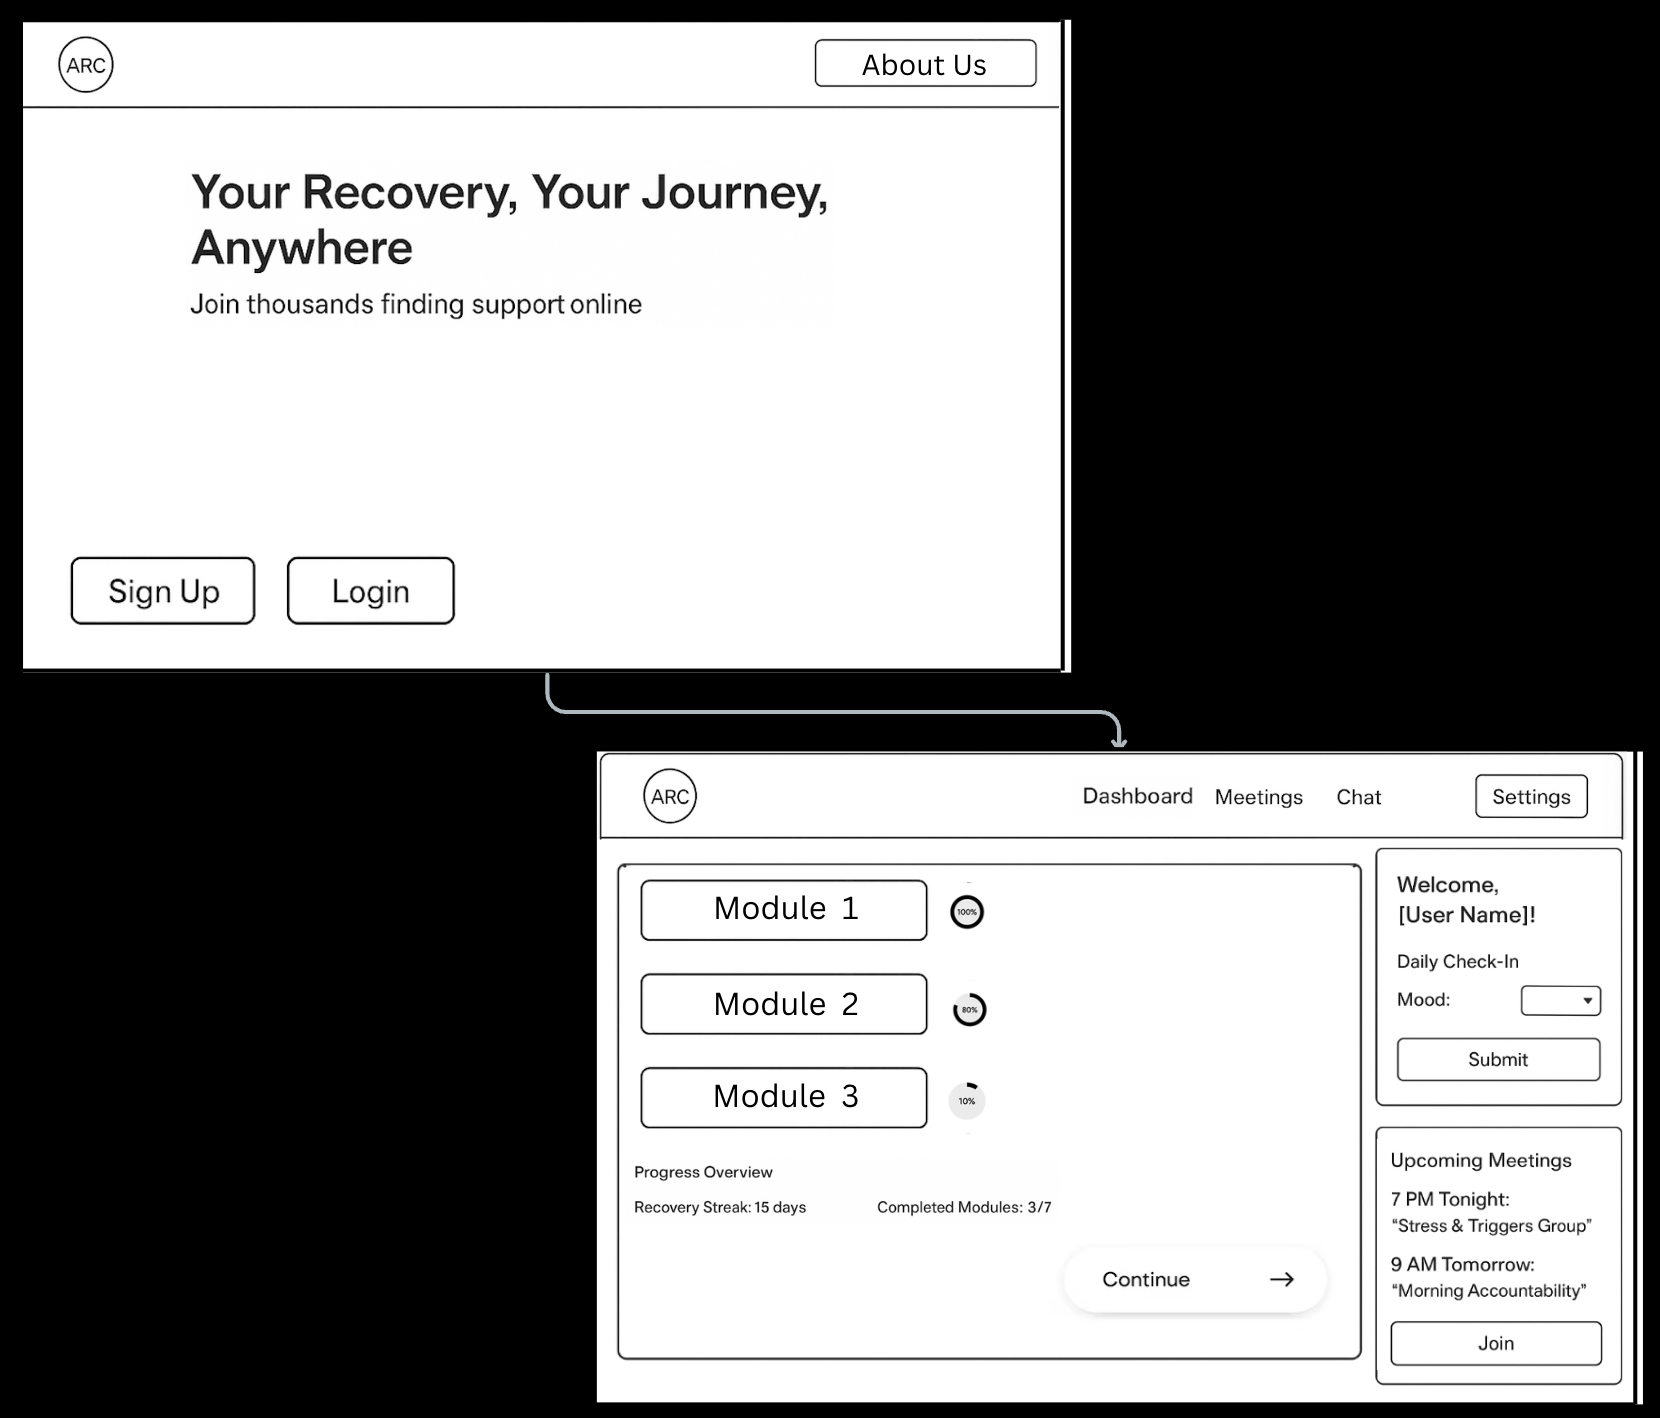 ARC
About Us
Your Recovery, Your Journey,
Anywhere
Join thousands finding support online
Sign Up
Login
ARC
Dashboard
Meetings
Chat
Settings
Module 1
100%
Module 2
80%
Module 3
10%
Progress Overview
Recovery Streak: 15 days
Completed Modules: 3/7
Continue →
Welcome,
[User Name]!
Daily Check-In
Mood:
Submit
Upcoming Meetings
7 PM Tonight:
“Stress & Triggers Group”
9 AM Tomorrow:
“Morning Accountability”
Join